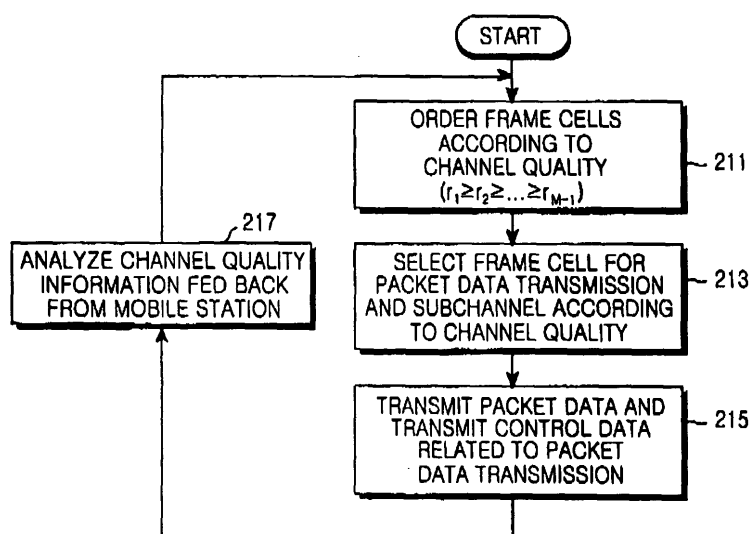 START
ORDER FRAME CELLS
ACCORDING TO
CHANNEL QUALITY
(r₁≥r₂≥...≥r_M-1)
211
217
ANALYZE CHANNEL QUALITY
INFORMATION FED BACK
FROM MOBILE STATION
SELECT FRAME CELL FOR
PACKET DATA TRANSMISSION
AND SUBCHANNEL ACCORDING
TO CHANNEL QUALITY
213
TRANSMIT PACKET DATA AND
TRANSMIT CONTROL DATA
RELATED TO PACKET
DATA TRANSMISSION
215